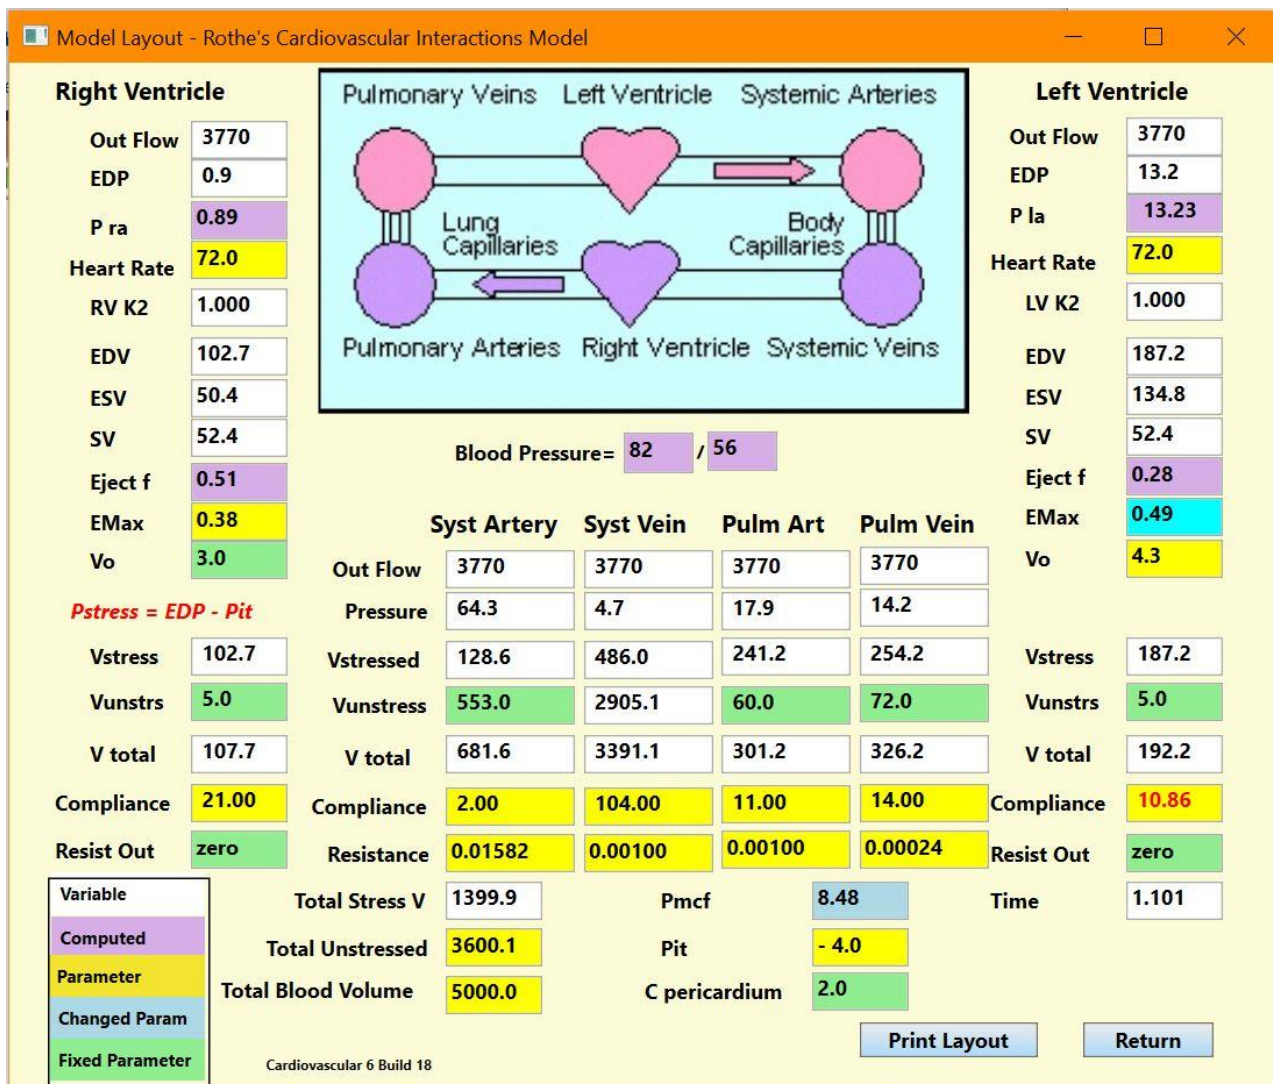 Model Layout - Rothe's Cardiovascular Interactions Model
Right Ventricle
Out Flow 3770
EDP 0.9
P ra 0.89
Heart Rate 72.0
RV K2 1.000
EDV 102.7
ESV 50.4
SV 52.4
Eject f 0.51
EMax 0.38
Vo 3.0
Pstress = EDP - Pit
Vstress 102.7
Vunstrs 5.0
V total 107.7
Compliance 21.00
Resist Out zero
Pulmonary Veins Left Ventricle Systemic Arteries
Lung Capillaries
Body Capillaries
Pulmonary Arteries Right Ventricle Systemic Veins
Blood Pressure= 82 / 56
Syst Artery Syst Vein Pulm Art Pulm Vein
Out Flow 3770 3770 3770 3770
Pressure 64.3 4.7 17.9 14.2
Vstressed 128.6 486.0 241.2 254.2
Vunstress 553.0 2905.1 60.0 72.0
V total 681.6 3391.1 301.2 326.2
Compliance 2.00 104.00 11.00 14.00
Resistance 0.01582 0.00100 0.00100 0.00024
Left Ventricle
Out Flow 3770
EDP 13.2
P la 13.23
Heart Rate 72.0
LV K2 1.000
EDV 187.2
ESV 134.8
SV 52.4
Eject f 0.28
EMax 0.49
Vo 4.3
Vstress 187.2
Vunstrs 5.0
V total 192.2
Compliance 10.86
Resist Out zero
Time 1.101
Variable
Computed
Parameter
Changed Param
Fixed Parameter
Total Stress V 1399.9
Total Unstressed 3600.1
Total Blood Volume 5000.0
Pmcf 8.48
Pit - 4.0
C pericardium 2.0
Print Layout Return
Cardiovascular 6 Build 18